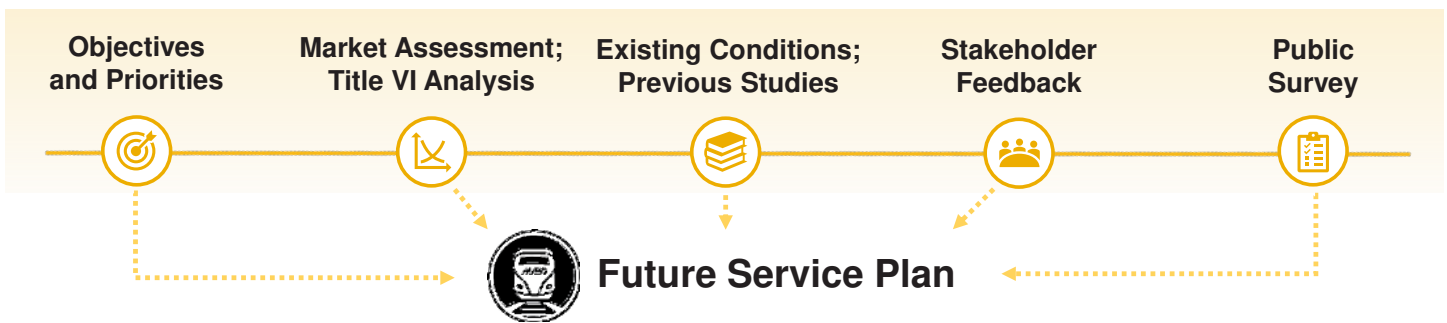 Objectives
and Priorities
Market Assessment;
Title VI Analysis
Existing Conditions;
Previous Studies
Stakeholder
Feedback
Public
Survey
Future Service Plan